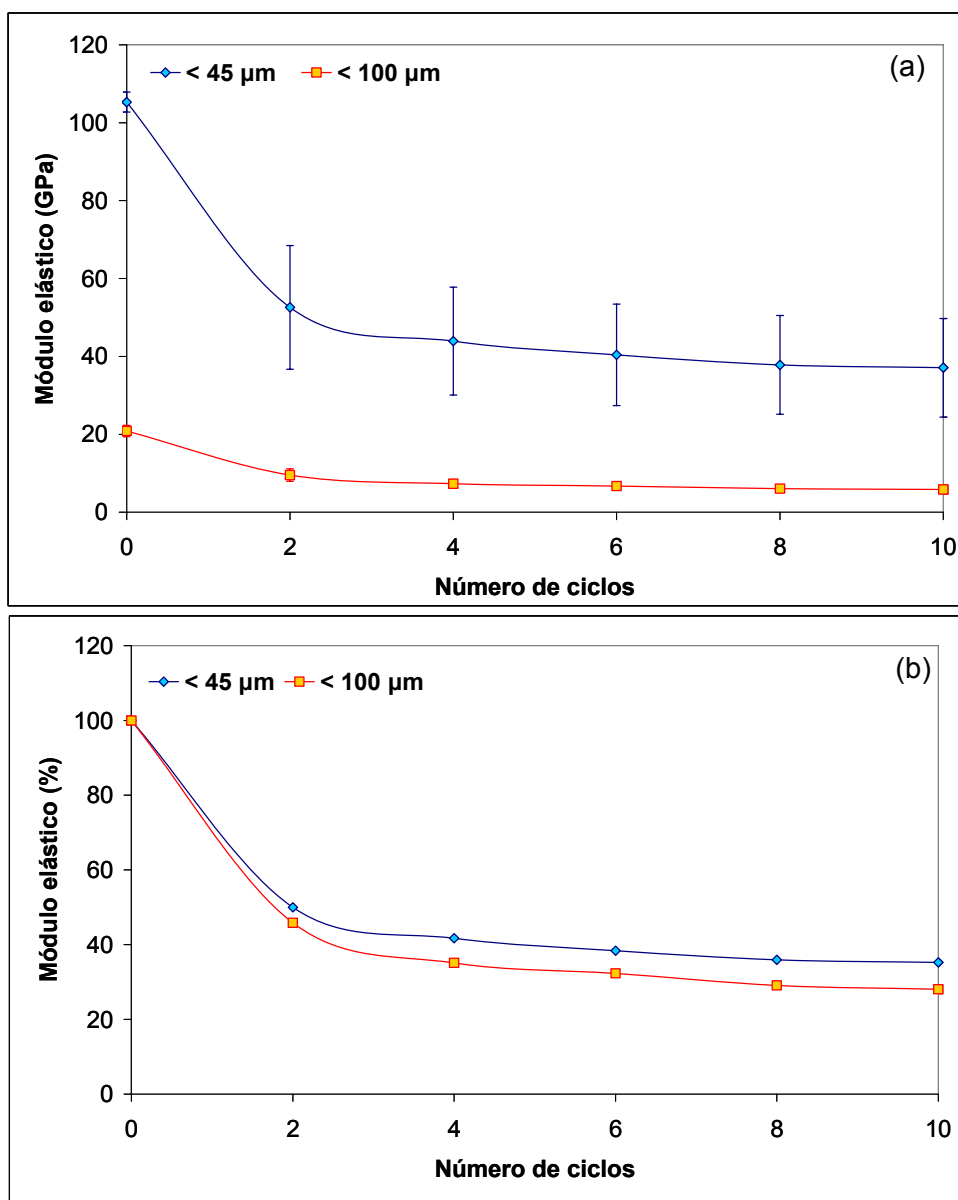 (a)
< 45 µm < 100 µm
120
100
80
60
40
20
0
Módulo elástico (GPa)
0 2 4 6 8 10
Número de ciclos
(b)
< 45 µm < 100 µm
120
100
80
60
40
20
0
Módulo elástico (%)
0 2 4 6 8 10
Número de ciclos